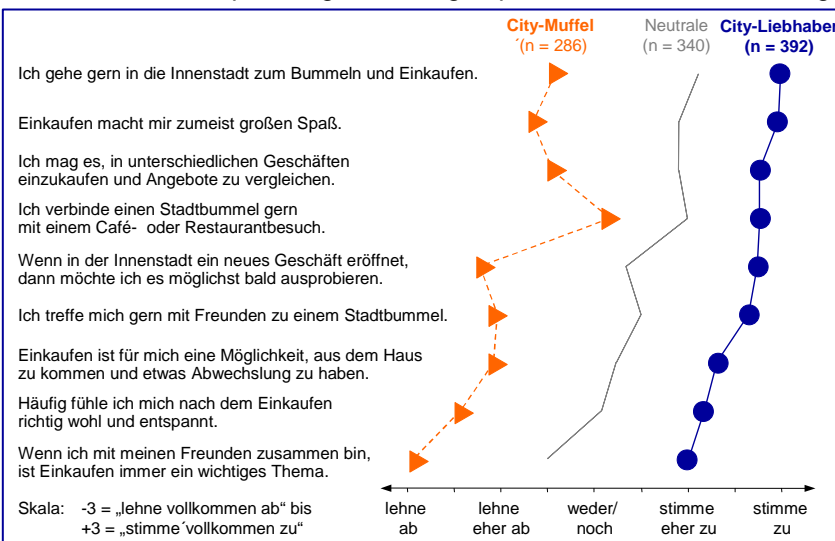 City-Muffel Neutrale City-Liebhaber
´(n = 286) (n = 340) (n = 392)
Ich gehe gern in die Innenstadt zum Bummeln und Einkaufen.
Einkaufen macht mir zumeist großen Spaß.
Ich mag es, in unterschiedlichen Geschäften
einzukaufen und Angebote zu vergleichen.
Ich verbinde einen Stadtbummel gern
mit einem Café- oder Restaurantbesuch.
Wenn in der Innenstadt ein neues Geschäft eröffnet,
dann möchte ich es möglichst bald ausprobieren.
Ich treffe mich gern mit Freunden zu einem Stadtbummel.
Einkaufen ist für mich eine Möglichkeit, aus dem Haus
zu kommen und etwas Abwechslung zu haben.
Häufig fühle ich mich nach dem Einkaufen
richtig wohl und entspannt.
Wenn ich mit meinen Freunden zusammen bin,
ist Einkaufen immer ein wichtiges Thema.
Skala: -3 = „lehne vollkommen ab" bis
+3 = „stimme´vollkommen zu"
lehne lehne weder/ stimme stimme
ab eher ab noch eher zu zu